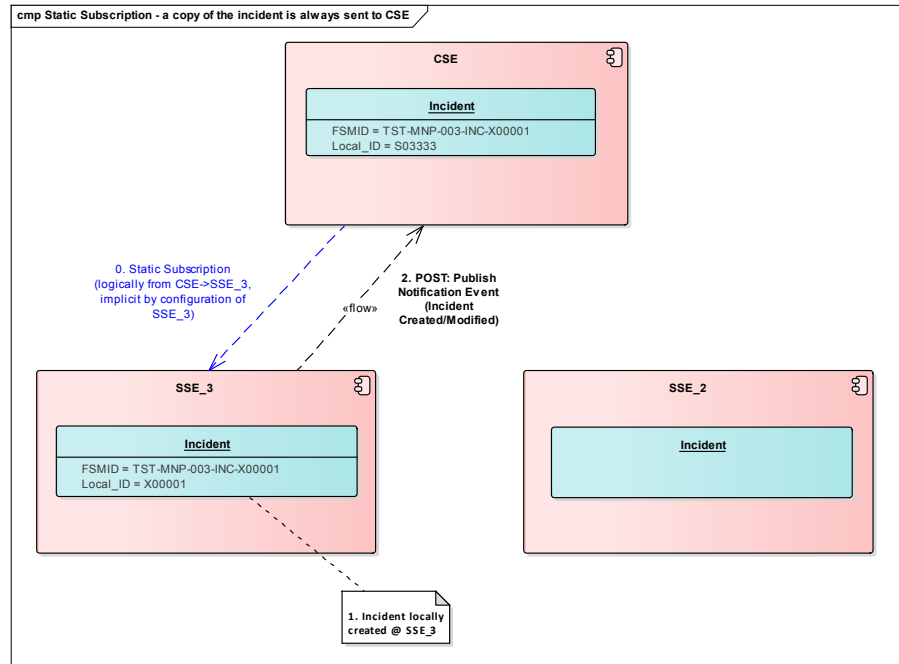 cmp Static Subscription - a copy of the incident is always sent to CSE
CSE
Incident
FSMID = TST-MNP-003-INC-X00001
Local_ID = S03333
0. Static Subscription
(logically from CSE->SSE_3,
implicit by configuration of
SSE_3)
«flow»
2. POST: Publish
Notification Event
(Incident
Created/Modified)
SSE_3
Incident
FSMID = TST-MNP-003-INC-X00001
Local_ID = X00001
SSE_2
Incident
1. Incident locally
created @ SSE_3